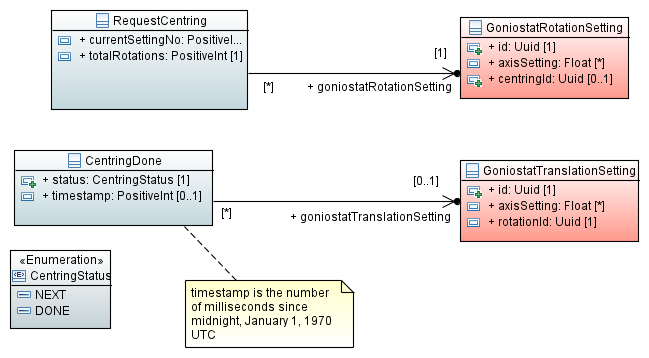 RequestCentring
+ currentSettingNo: PositiveI...
+ totalRotations: PositiveInt [1]
[1]
[*]
+ goniostatRotationSetting
GoniostatRotationSetting
+ id: Uuid [1]
+ axisSetting: Float [*]
+ centringId: Uuid [0..1]
CentringDone
+ status: CentringStatus [1]
+ timestamp: PositiveInt [0..1]
[0..1]
[*]
+ goniostatTranslationSetting
GoniostatTranslationSetting
+ id: Uuid [1]
+ axisSetting: Float [*]
+ rotationId: Uuid [1]
«Enumeration»
<E> CentringStatus
NEXT
DONE
timestamp is the number
of milliseconds since
midnight, January 1, 1970
UTC